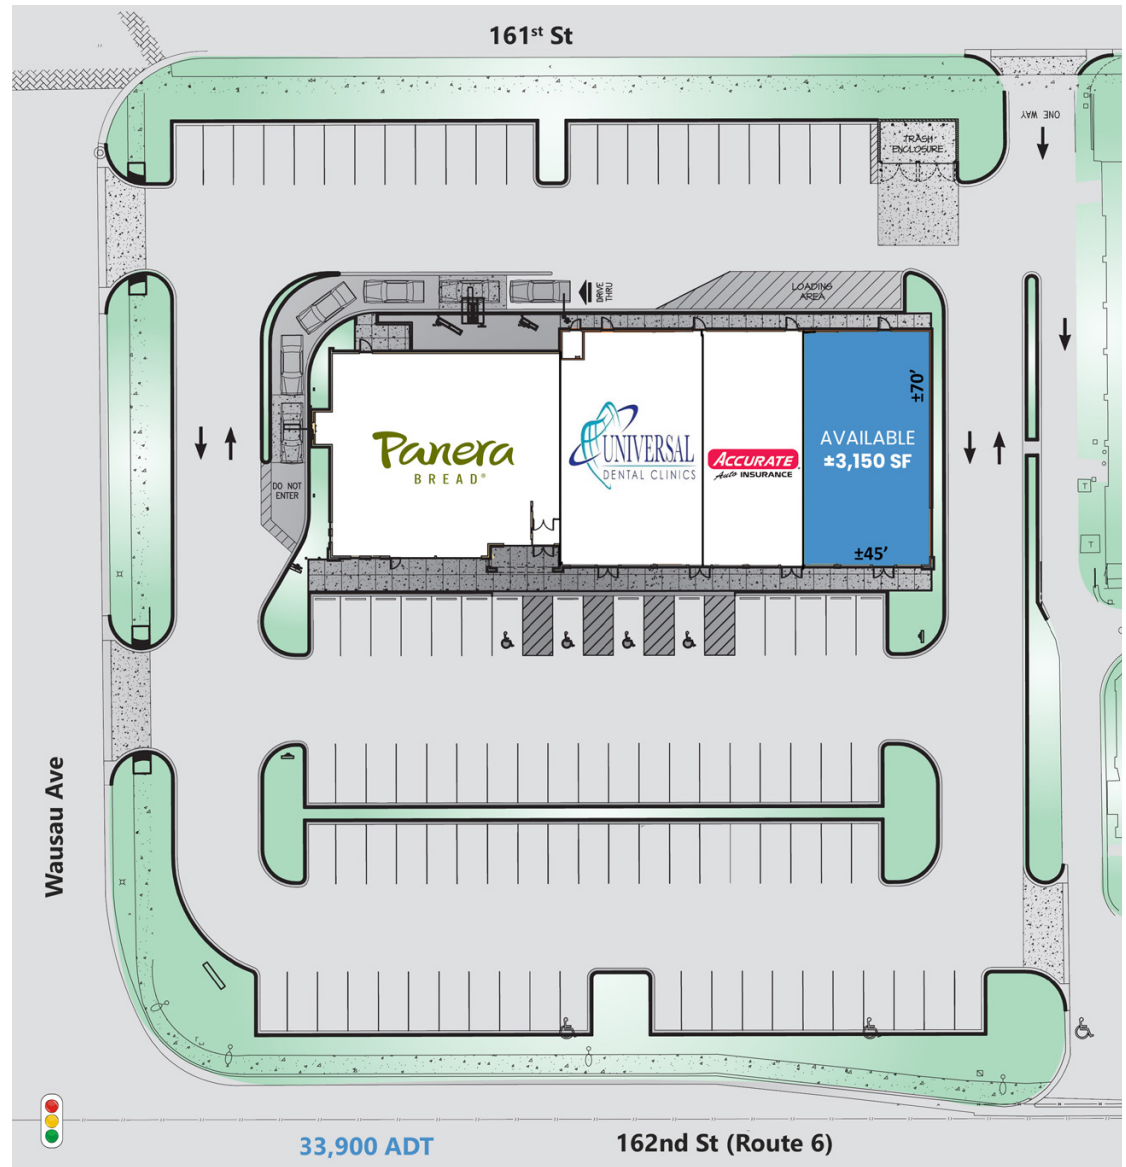 161st St
ONE WAY
TRASH
ENCLOSURE
DRIVE
THRU
LOADING
AREA
±70'
Panera
BREAD®
UNIVERSAL
DENTAL CLINICS
ACCURATE
Auto INSURANCE
AVAILABLE
±3,150 SF
DO NOT
ENTER
±45'
T
T
Wausau Ave
33,900 ADT
162nd St (Route 6)